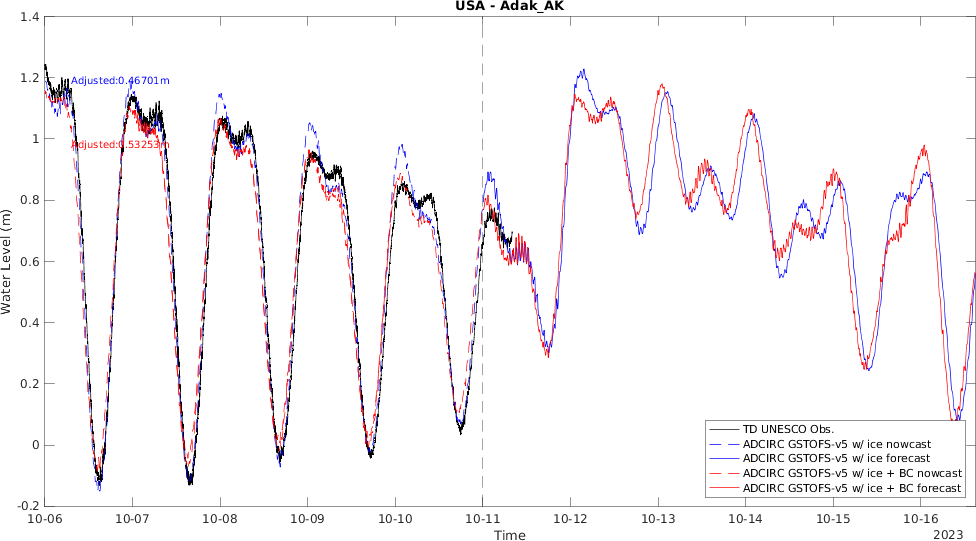 USA - Adak_AK
1.4
1.2
1
0.8
0.6
0.4
0.2
0
-0.2
Water Level (m)
Adjusted:0.46701m
Adjusted:0.53253m
TD UNESCO Obs.
ADCIRC GSTOFS-v5 w/ ice nowcast
ADCIRC GSTOFS-v5 w/ ice forecast
ADCIRC GSTOFS-v5 w/ ice + BC nowcast
ADCIRC GSTOFS-v5 w/ ice + BC forecast
10-06 10-07 10-08 10-09 10-10 10-11 10-12 10-13 10-14 10-15 10-16
Time
2023